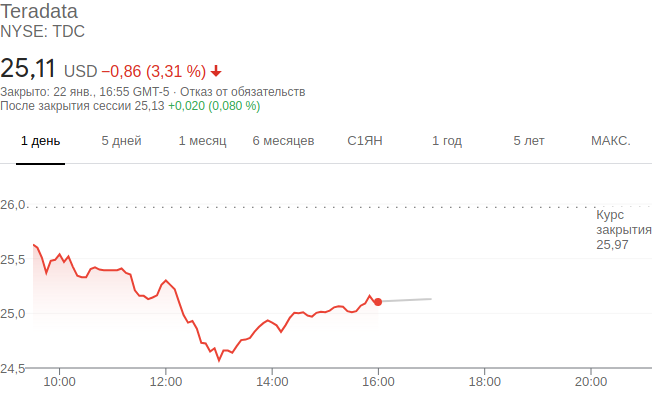 Teradata
NYSE: TDC
25,11 USD −0,86 (3,31 %)
Закрыто: 22 янв., 16:55 GMT-5 · Отказ от обязательств
После закрытия сессии 25,13 +0,020 (0,080 %)
1 день 5 дней 1 месяц 6 месяцев С1ЯН 1 год 5 лет МАКС.
26,0
Курс
закрытия
25,97
25,5
25,0
24,5
10:00 12:00 14:00 16:00 18:00 20:00